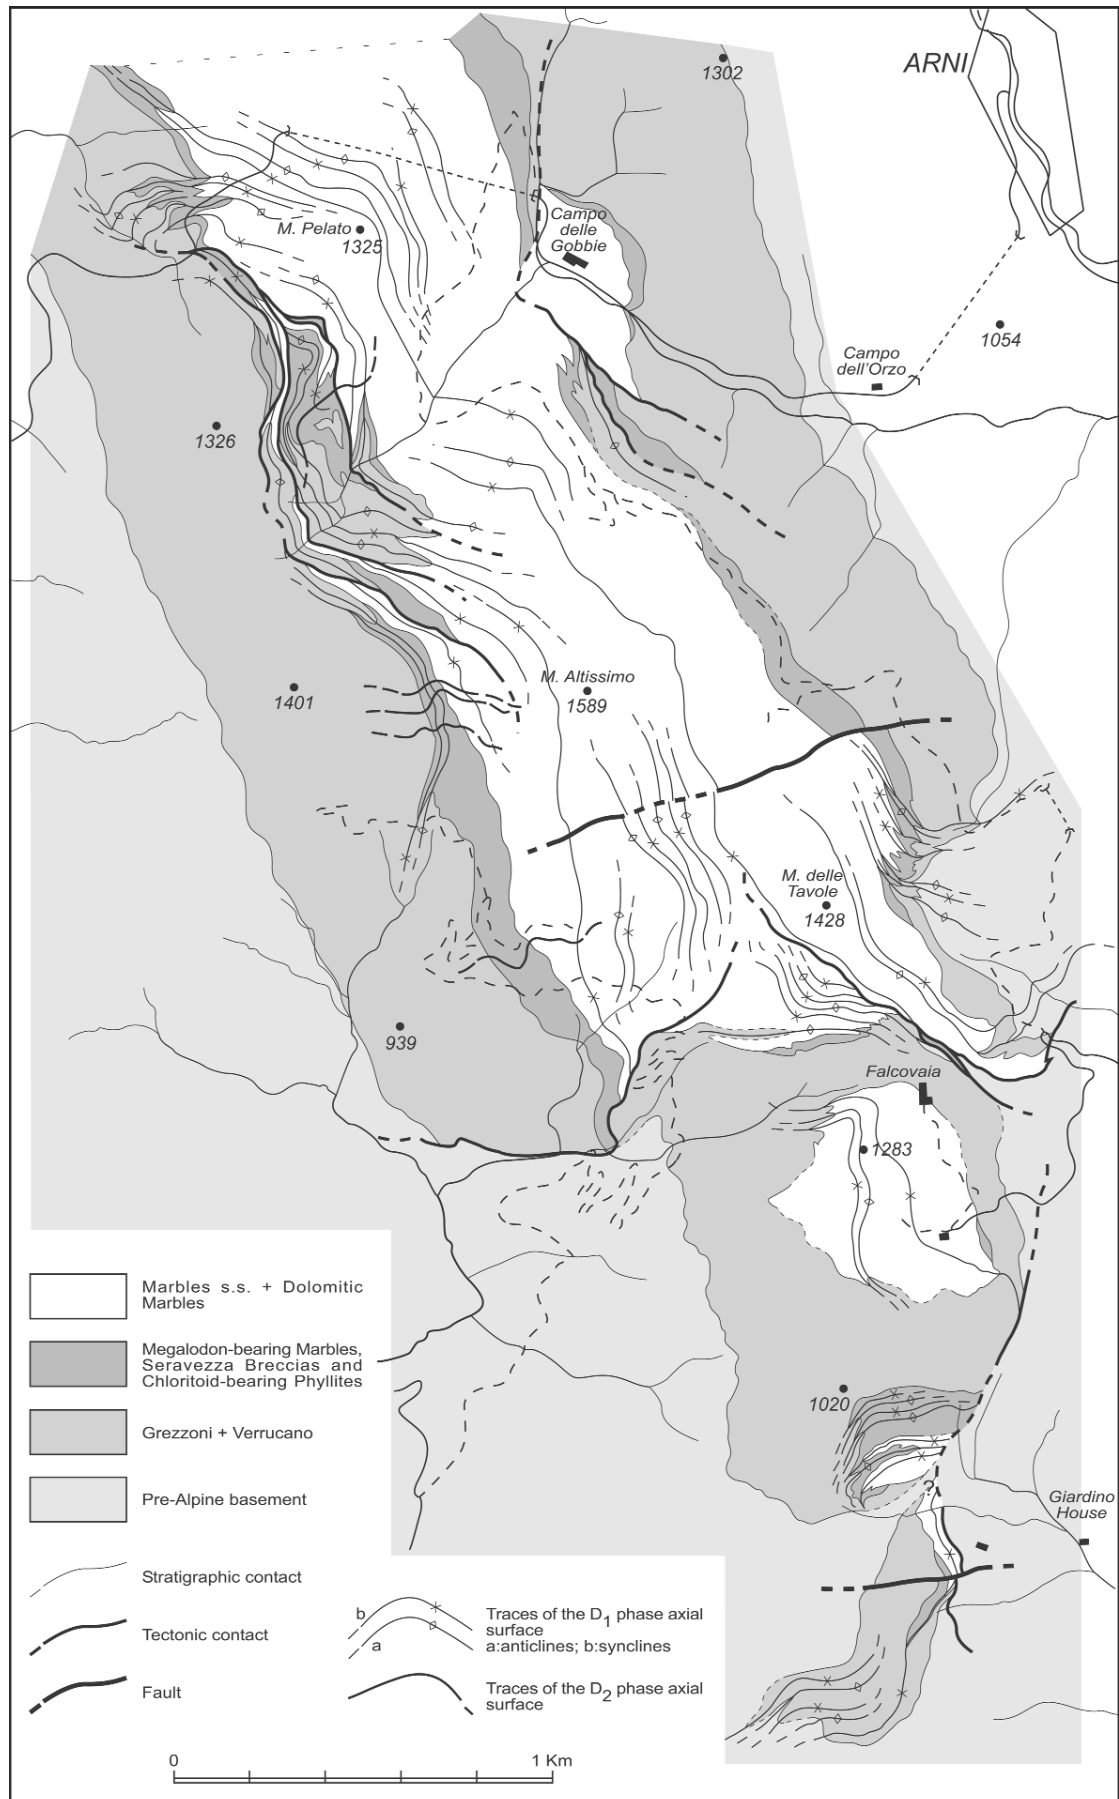 ARNI
1302
Campo
delle
Gobbie
M. Pelato
1325
1054
Campo
dell'Orzo
1326
M. Altissimo
1589
1401
M. delle
Tavole
1428
939
Falcovaia
1283
1020
?
Giardino
House
Marbles s.s. + Dolomitic
Marbles
Megalodon-bearing Marbles,
Seravezza Breccias and
Chloritoid-bearing Phyllites
Grezzoni + Verrucano
Pre-Alpine basement
Stratigraphic contact
Tectonic contact
Fault
b
a
Traces of the D1 phase axial
surface
a:anticlines; b:synclines
Traces of the D2 phase axial
surface
0 1 Km